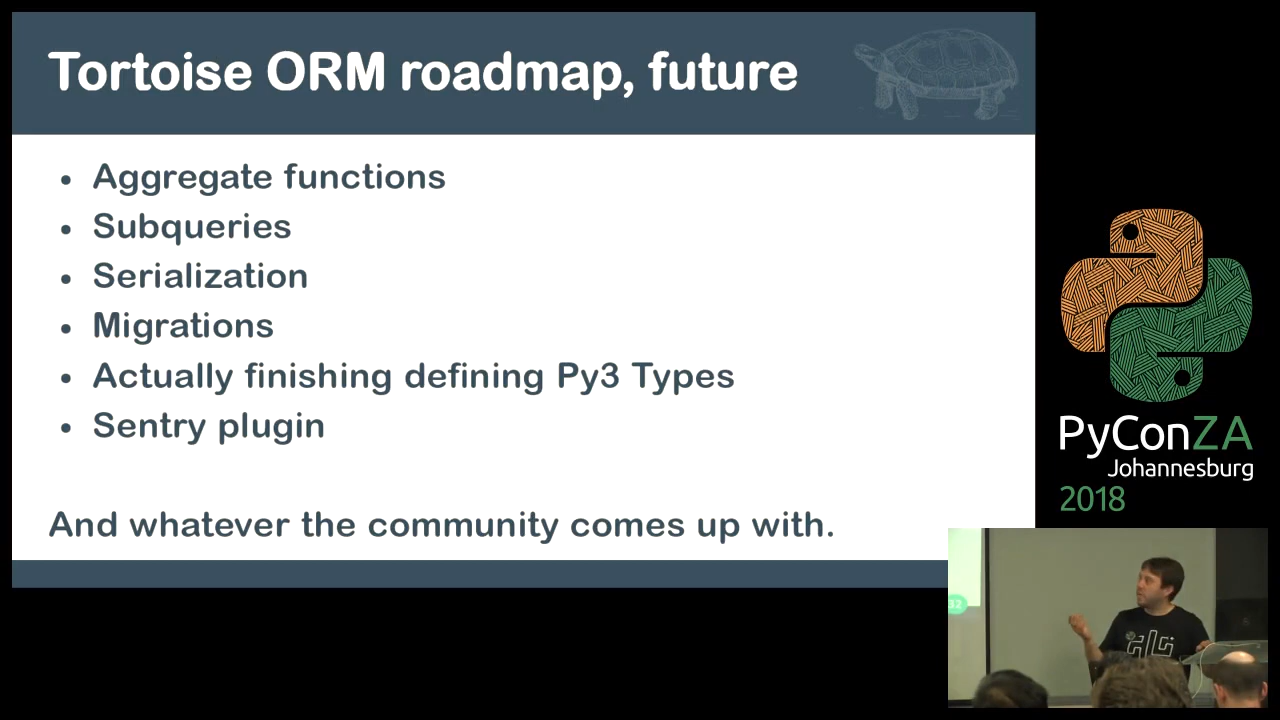 Tortoise ORM roadmap, future
• Aggregate functions
• Subqueries
• Serialization
• Migrations
• Actually finishing defining Py3 Types
• Sentry plugin
And whatever the community comes up with.
PyConZA
Johannesburg
2018
32